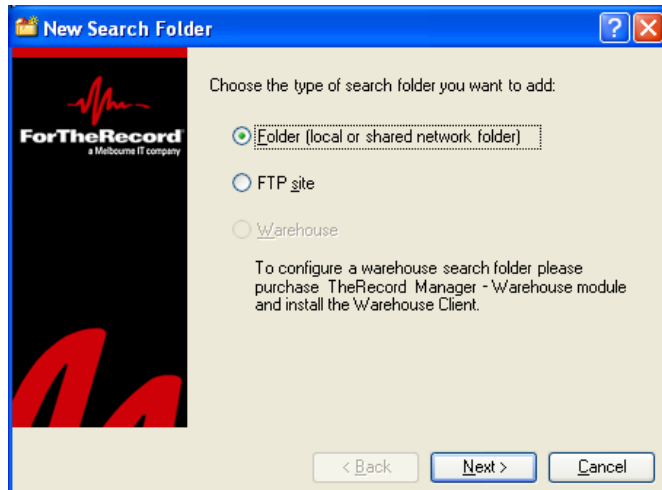 New Search Folder
ForTheRecord
a Melbourne IT company
Choose the type of search folder you want to add:
Folder (local or shared network folder)
FTP site
Warehouse
To configure a warehouse search folder please
purchase TheRecord Manager - Warehouse module
and install the Warehouse Client.
< Back
Next >
Cancel